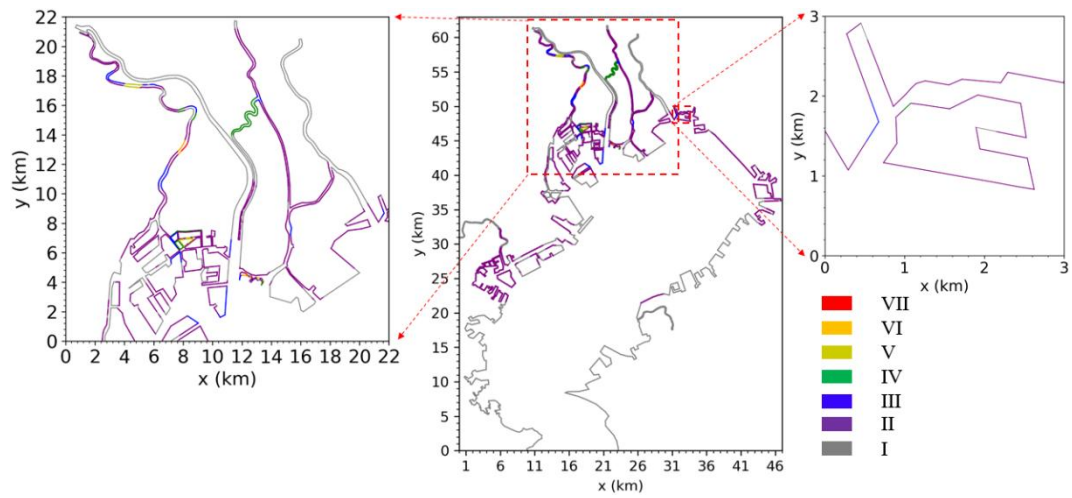 22
20
18
16
14
12
10
8
6
4
2
0
y (km)
0 2 4 6 8 10 12 14 16 18 20 22
x (km)
60
55
50
45
40
35
30
25
20
15
10
5
0
y (km)
1 6 11 16 21 26 31 36 41 46
x (km)
3
2
1
0
y (km)
0 1 2 3
x (km)
VII
VI
V
IV
III
II
I